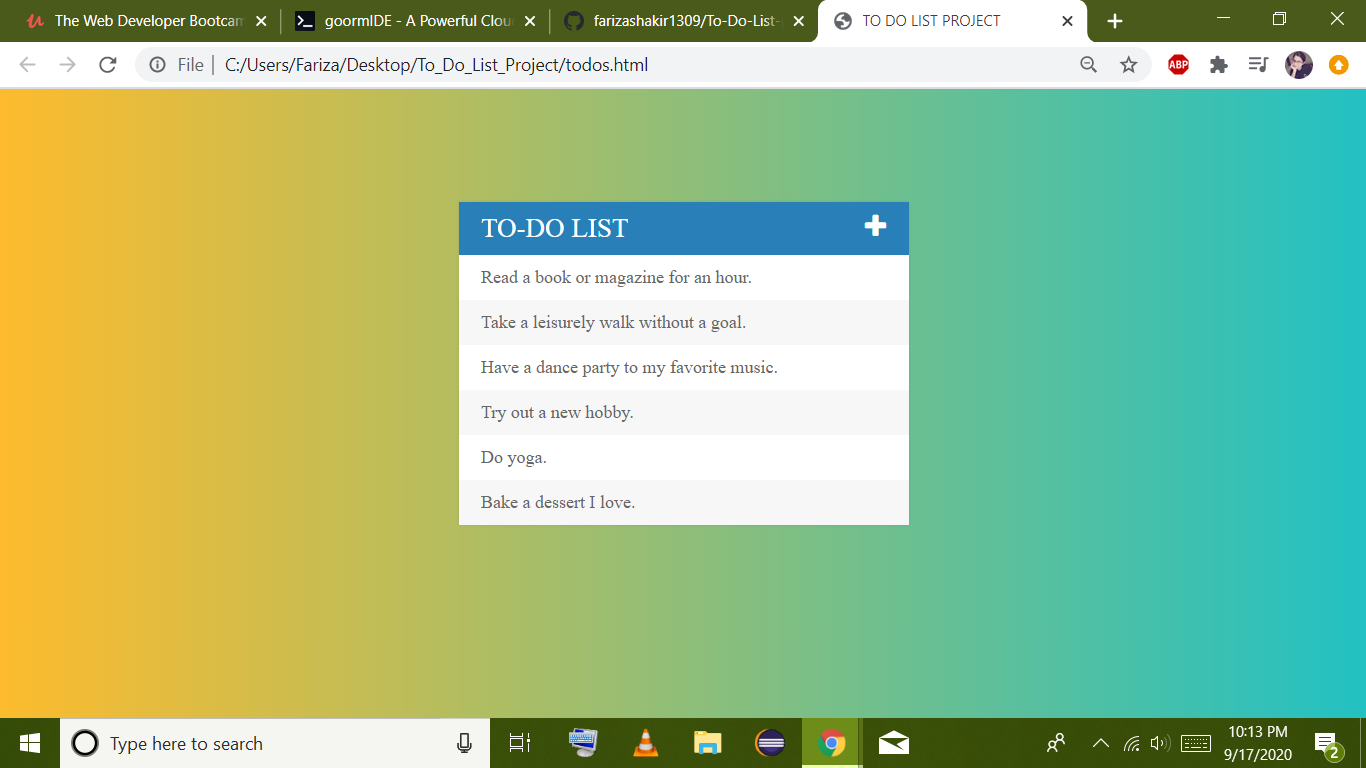 The Web Developer Bootcam
goormIDE - A Powerful Clou
farizashakir1309/To-Do-List-
TO DO LIST PROJECT
File | C:/Users/Fariza/Desktop/To_Do_List_Project/todos.html
ABP
TO-DO LIST
Read a book or magazine for an hour.
Take a leisurely walk without a goal.
Have a dance party to my favorite music.
Try out a new hobby.
Do yoga.
Bake a dessert I love.
Type here to search
10:13 PM
9/17/2020
2